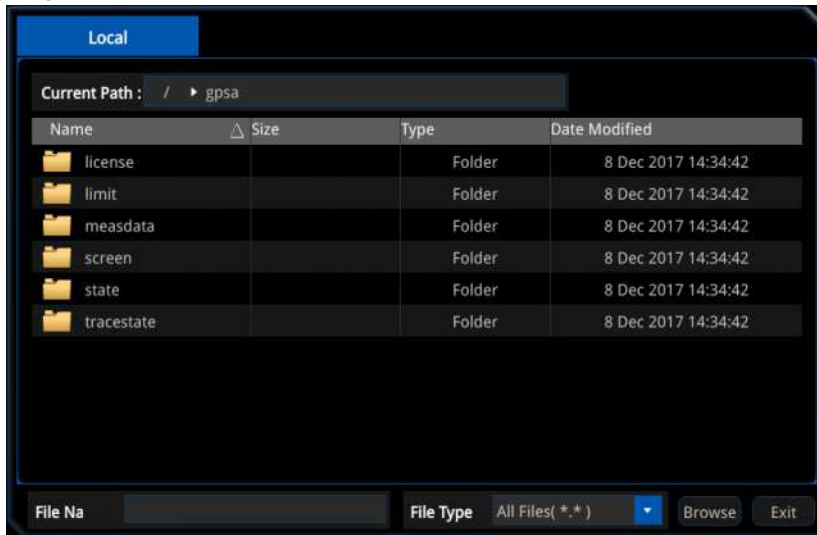 Local
Current Path : / gpsa
Name Size Type Date Modified
license Folder 8 Dec 2017 14:34:42
limit Folder 8 Dec 2017 14:34:42
measdata Folder 8 Dec 2017 14:34:42
screen Folder 8 Dec 2017 14:34:42
state Folder 8 Dec 2017 14:34:42
tracestate Folder 8 Dec 2017 14:34:42
File Na File Type All Files( *.* ) Browse Exit